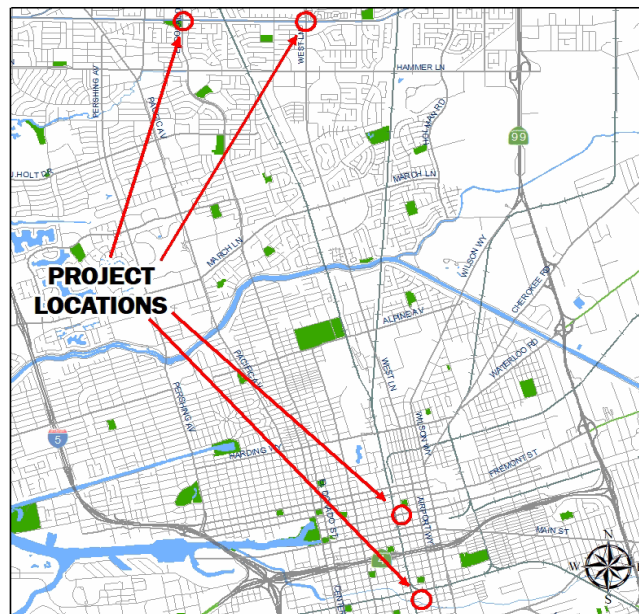 WEST LN
HAMMER LN
PERSHING AV
PACIFIC AV
HOLMAN RD
99
MARCH LN
MARCH LN
WILSON WY
CHEROKEE RD
PROJECT
LOCATIONS
ALPINE AV
WATERLOO RD
PACIFIC AV
WEST LN
PERSHING AV
WILSON WY
5
HARDING WY
FREMONT ST
AIRPORT WY
MAIN ST
N
W
S